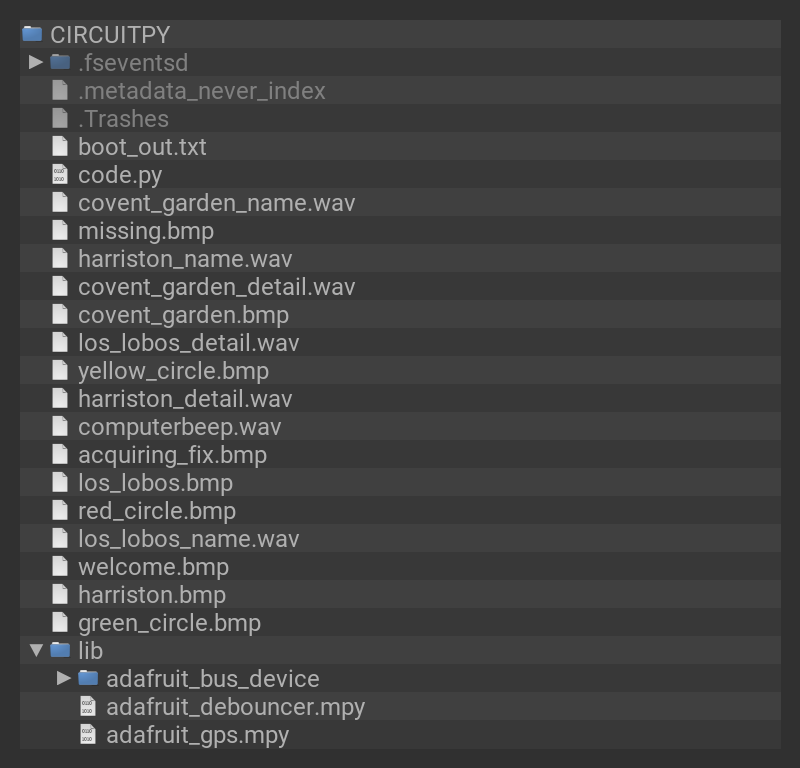 CIRCUITPY
.fseventsd
.metadata_never_index
.Trashes
boot_out.txt
code.py
covent_garden_name.wav
missing.bmp
harriston_name.wav
covent_garden_detail.wav
covent_garden.bmp
los_lobos_detail.wav
yellow_circle.bmp
harriston_detail.wav
computerbeep.wav
acquiring_fix.bmp
los_lobos.bmp
red_circle.bmp
los_lobos_name.wav
welcome.bmp
harriston.bmp
green_circle.bmp
lib
adafruit_bus_device
adafruit_debouncer.mpy
adafruit_gps.mpy